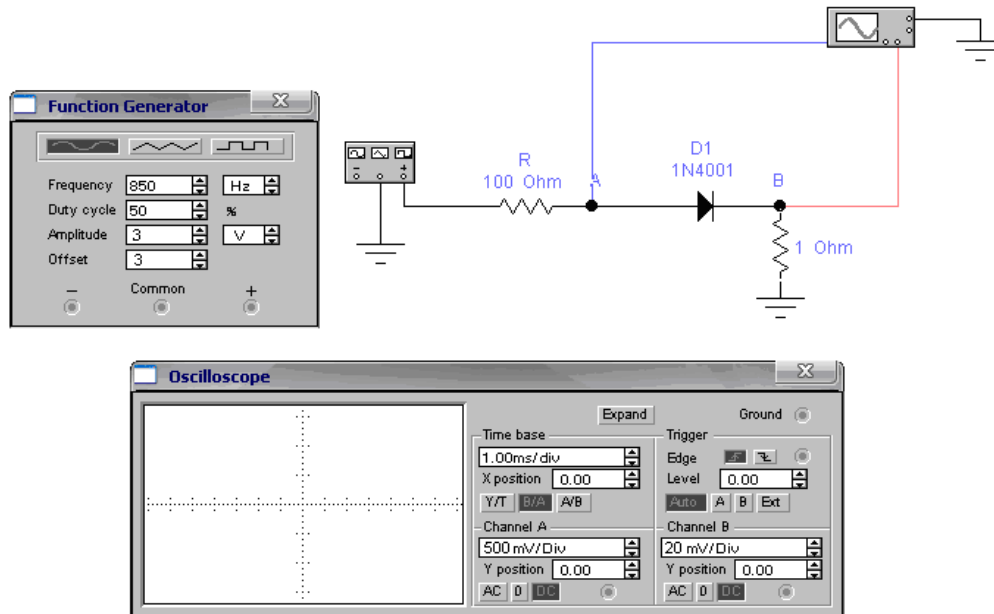 Function Generator
Frequency 850 Hz
Duty cycle 50 %
Amplitude 3 V
Offset 3
− Common +
R
100 Ohm
A
D1
1N4001
B
1 Ohm
− +
Oscilloscope
Expand Ground
Time base
1.00ms/div
X position 0.00
Y/T B/A A/B
Trigger
Edge
Level 0.00
Auto A B Ext
Channel A
500 mV/Div
Y position 0.00
AC 0 DC
Channel B
20 mV/Div
Y position 0.00
AC 0 DC